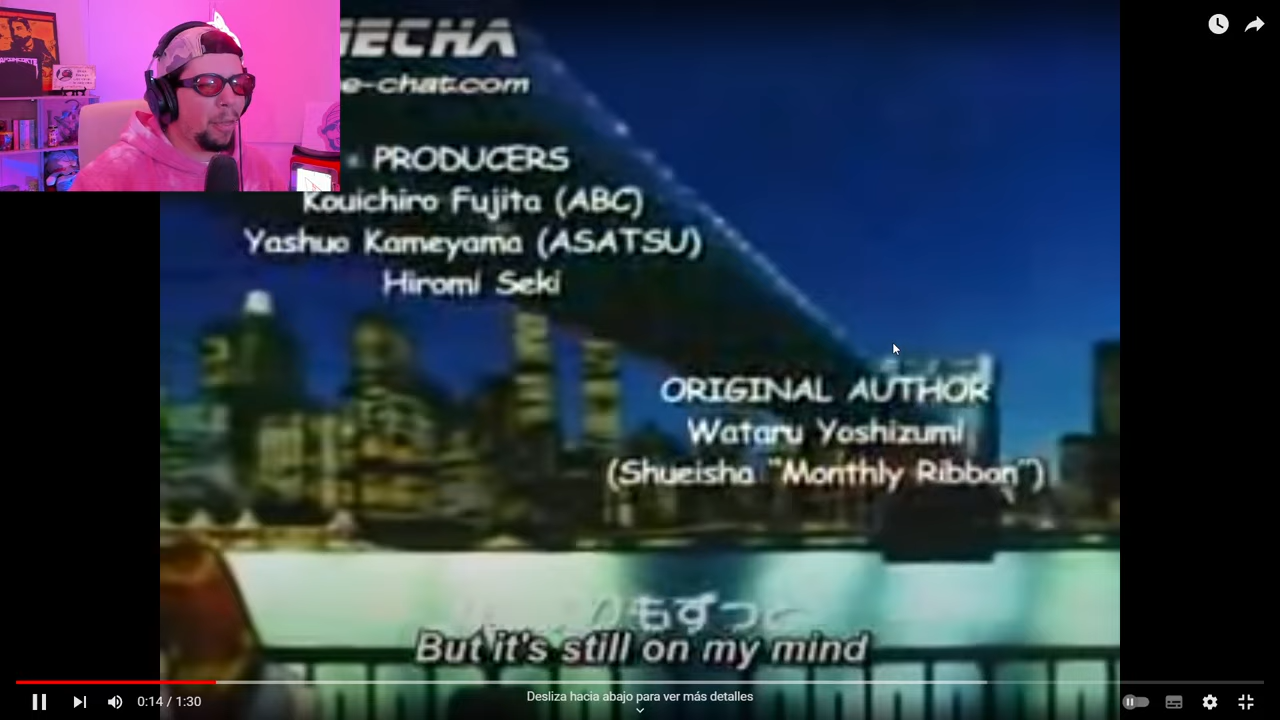 MECHA
e-chat.com
PRODUCERS
Kouichiro Fujita (ABC)
Yashuo Kameyama (ASATSU)
Hiromi Seki
ORIGINAL AUTHOR
Wataru Yoshizumi
(Shueisha "Monthly Ribbon")
もずっと
But it's still on my mind
Desliza hacia abajo para ver más detalles
0:14 / 1:30